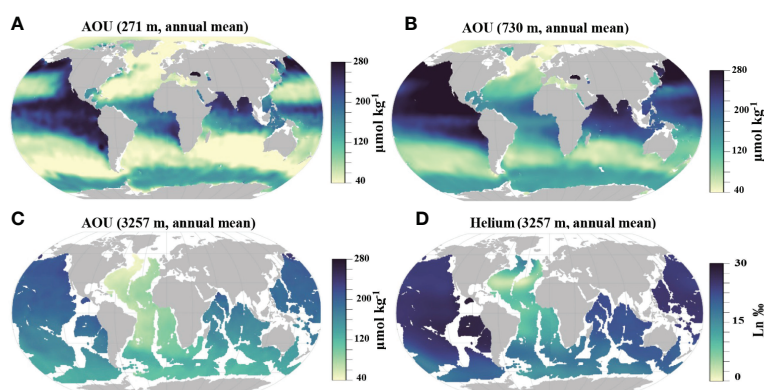 A
AOU (271 m, annual mean)
280
200
120
40
μmol kg-1
B
AOU (730 m, annual mean)
280
200
120
40
μmol kg-1
C
AOU (3257 m, annual mean)
280
200
120
40
μmol kg-1
D
Helium (3257 m, annual mean)
30
15
0
Ln ‰